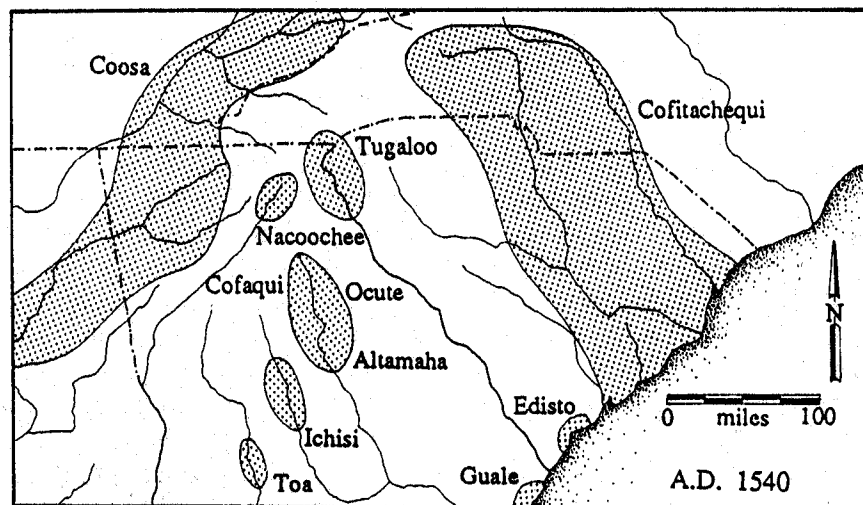 Coosa
Cofitachequi
Tugaloo
Nacoochee
Cofaqui
Ocute
Altamaha
N
Edisto
0 miles 100
Ichisi
Toa
Guale
A.D. 1540